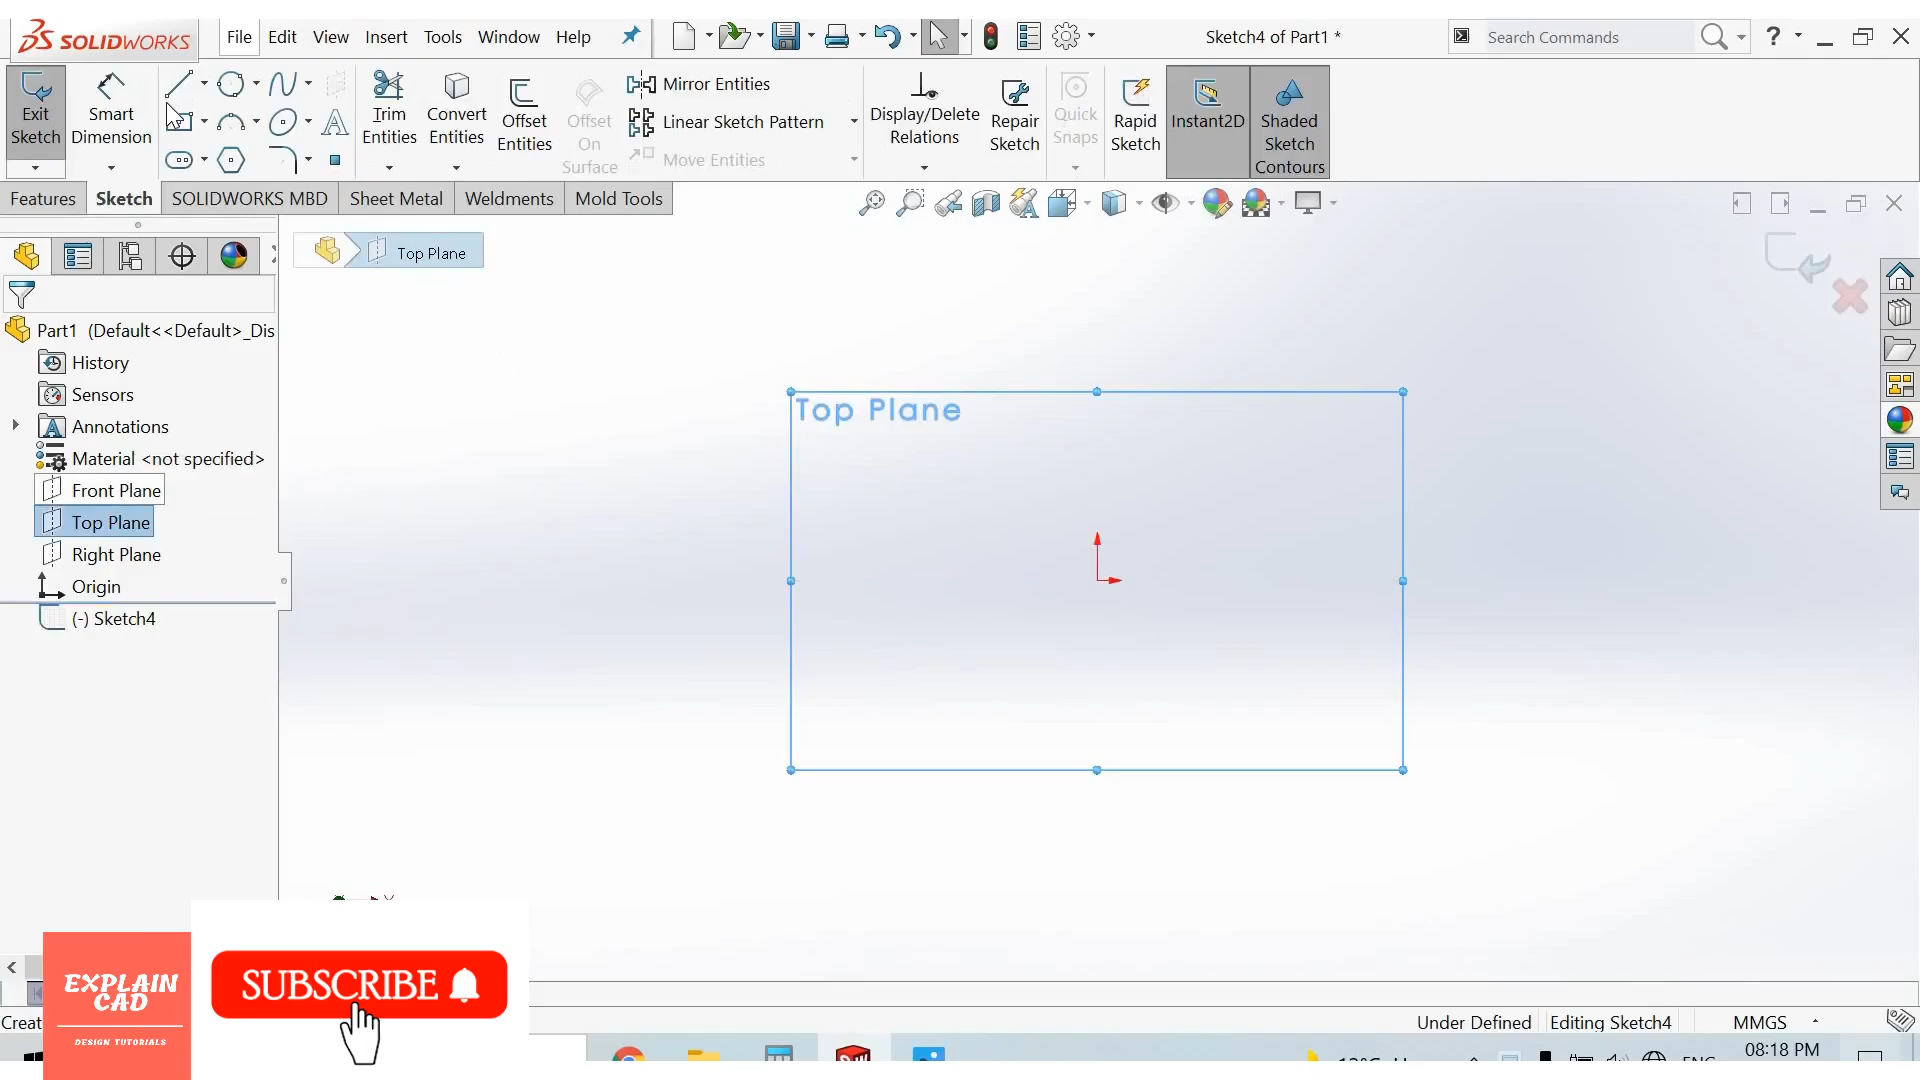 SOLIDWORKS
File Edit View Insert Tools Window Help
Sketch4 of Part1 *
Search Commands
?
Exit Sketch
Smart Dimension
Trim Entities
Convert Entities
Offset Entities
Offset On Surface
Mirror Entities
Linear Sketch Pattern
Move Entities
Display/Delete Relations
Repair Sketch
Quick Snaps
Rapid Sketch
Instant2D
Shaded Sketch Contours
Features Sketch SOLIDWORKS MBD Sheet Metal Weldments Mold Tools
Top Plane
Part1 (Default<<Default>_Dis
History
Sensors
Annotations
Material <not specified>
Front Plane
Top Plane
Right Plane
Origin
(-) Sketch4
Top Plane
EXPLAIN
CAD
DESIGN TUTORIALS
SUBSCRIBE
Under Defined Editing Sketch4 MMGS
08:18 PM